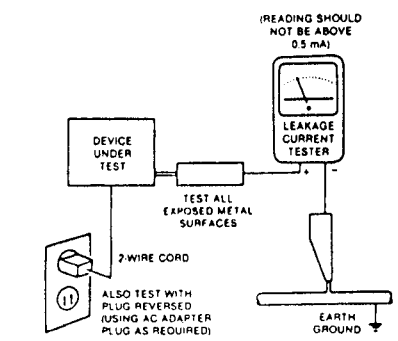 (READING SHOULD
NOT BE ABOVE
0.5 mA)
LEAKAGE
CURRENT
TESTER
+ −
DEVICE
UNDER
TEST
TEST ALL
EXPOSED METAL
SURFACES
2-WIRE CORD
ALSO TEST WITH
PLUG REVERSED
(USING AC ADAPTER
PLUG AS REQUIRED)
EARTH
GROUND